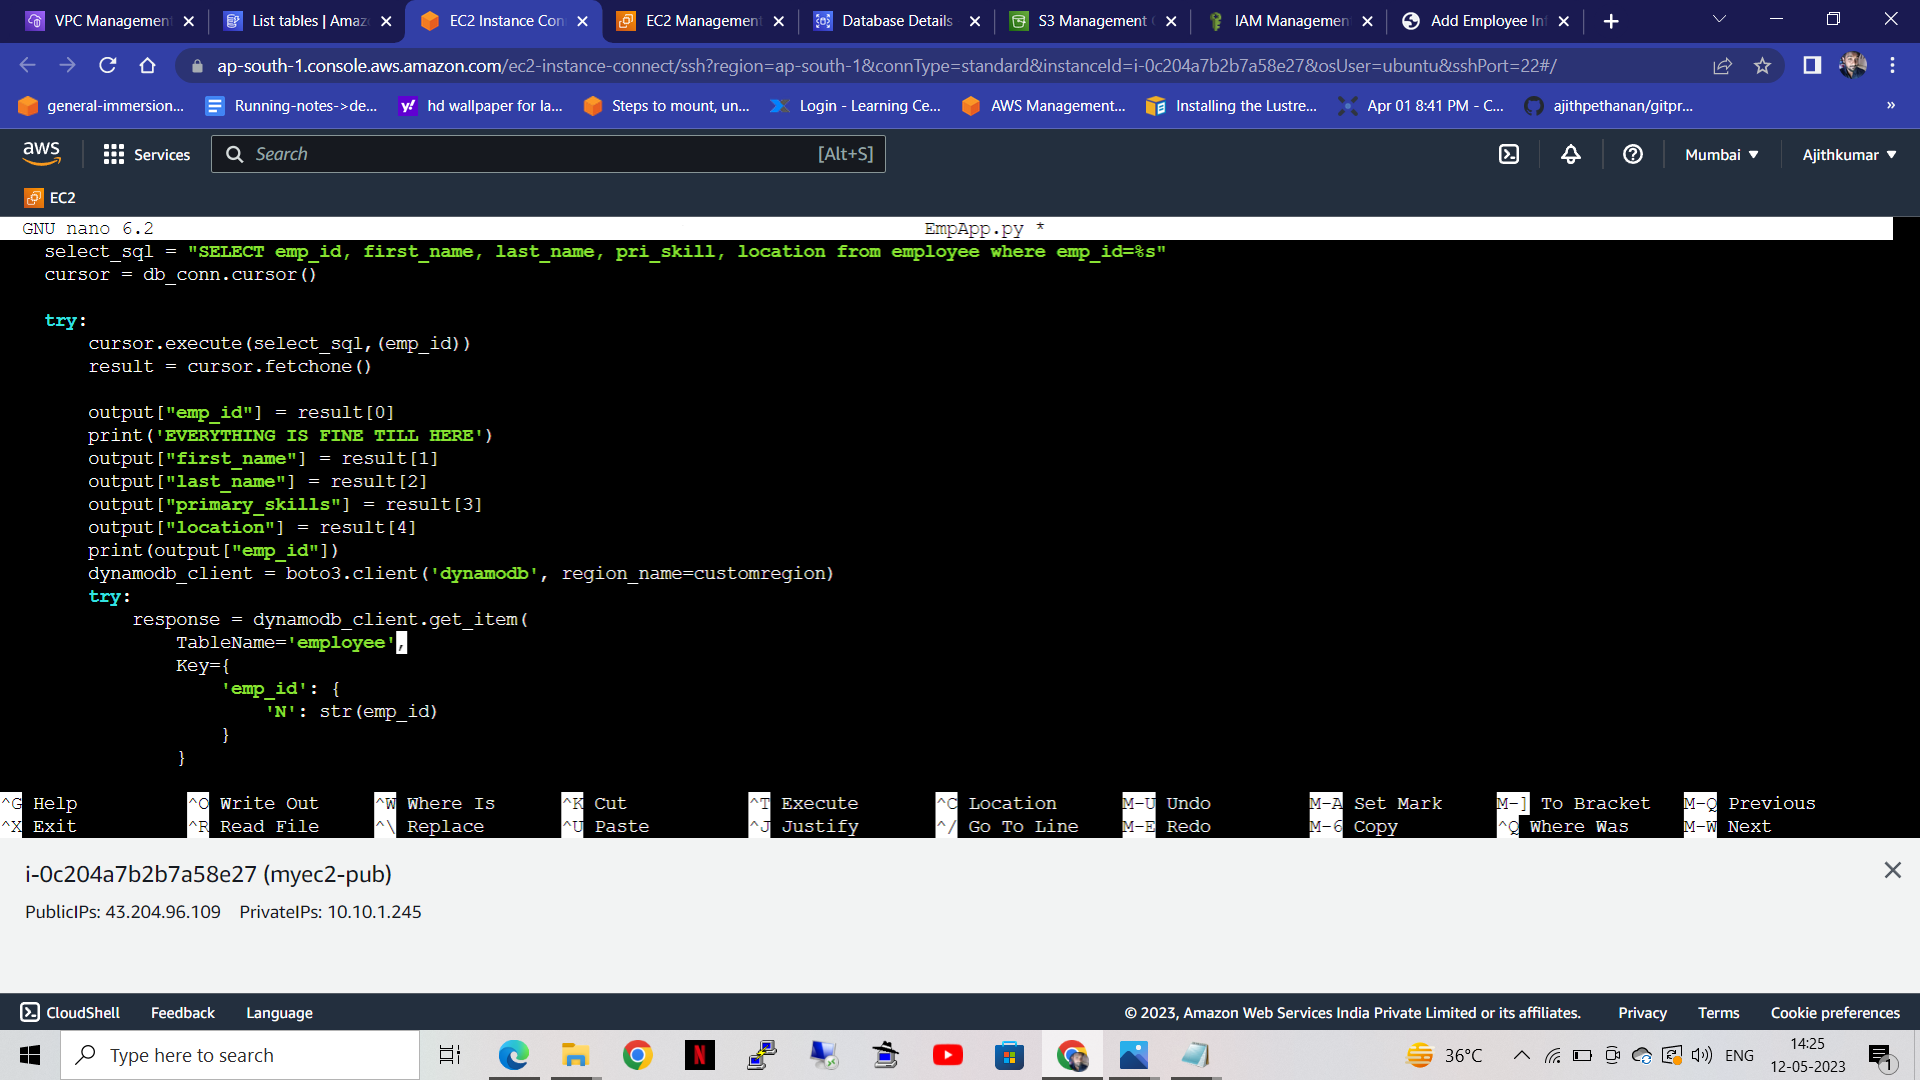 VPC Management
List tables | Amaz
EC2 Instance Con
EC2 Management
Database Details
S3 Management
IAM Managemen
Add Employee In
ap-south-1.console.aws.amazon.com/ec2-instance-connect/ssh?region=ap-south-1&connType=standard&instanceId=i-0c204a7b2b7a58e27&osUser=ubuntu&sshPort=22#/
general-immersion...
Running-notes->de...
hd wallpaper for la...
Steps to mount, un...
Login - Learning Ce...
AWS Management...
Installing the Lustre...
Apr 01 8:41 PM - C...
ajithpethanan/gitpr...
»
aws
Services
Search
[Alt+S]
Mumbai
Ajithkumar
EC2
GNU nano 6.2 EmpApp.py *
select_sql = "SELECT emp_id, first_name, last_name, pri_skill, location from employee where emp_id=%s"
cursor = db_conn.cursor()
try:
cursor.execute(select_sql,(emp_id))
result = cursor.fetchone()
output["emp_id"] = result[0]
print('EVERYTHING IS FINE TILL HERE')
output["first_name"] = result[1]
output["last_name"] = result[2]
output["primary_skills"] = result[3]
output["location"] = result[4]
print(output["emp_id"])
dynamodb_client = boto3.client('dynamodb', region_name=customregion)
try:
response = dynamodb_client.get_item(
TableName='employee',
Key={
'emp_id': {
'N': str(emp_id)
}
}
^G Help ^O Write Out ^W Where Is ^K Cut ^T Execute ^C Location M-U Undo M-A Set Mark M-] To Bracket M-Q Previous
^X Exit ^R Read File ^\ Replace ^U Paste ^J Justify ^/ Go To Line M-E Redo M-6 Copy ^Q Where Was M-W Next
i-0c204a7b2b7a58e27 (myec2-pub)
PublicIPs: 43.204.96.109 PrivateIPs: 10.10.1.245
CloudShell Feedback Language © 2023, Amazon Web Services India Private Limited or its affiliates. Privacy Terms Cookie preferences
Type here to search
N
36°C
ENG
14:25
12-05-2023
1